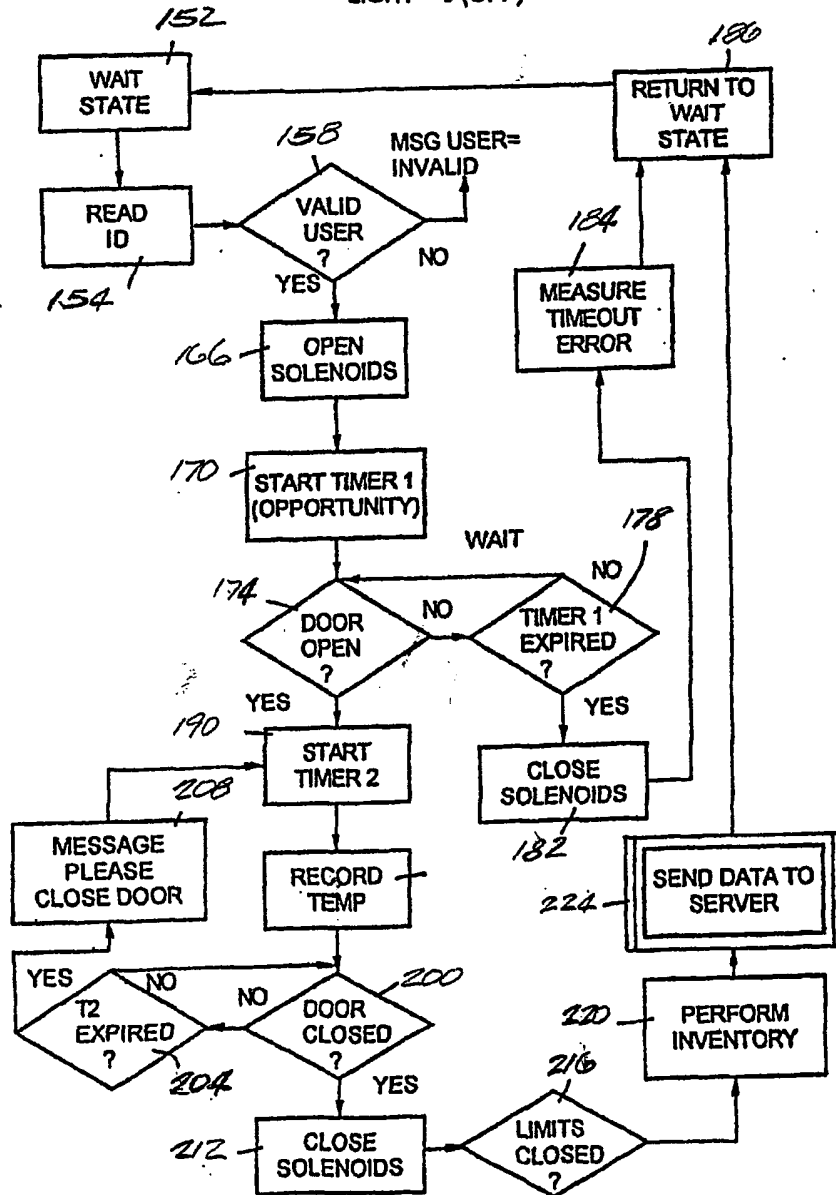 152
186
WAIT
STATE
RETURN TO
WAIT
STATE
158
MSG USER=
INVALID
READ
ID
VALID
USER
?
NO
YES
154
184
MEASURE
TIMEOUT
ERROR
166
OPEN
SOLENOIDS
170
START TIMER 1
(OPPORTUNITY)
WAIT
178
174
NO
DOOR
OPEN
?
NO
TIMER 1
EXPIRED
?
YES
YES
190
START
TIMER 2
CLOSE
SOLENOIDS
182
208
MESSAGE
PLEASE
CLOSE DOOR
RECORD
TEMP
224
SEND DATA TO
SERVER
YES
NO
NO
200
T2
EXPIRED
?
204
DOOR
CLOSED
?
220
PERFORM
INVENTORY
YES
216
212
CLOSE
SOLENOIDS
LIMITS
CLOSED
?